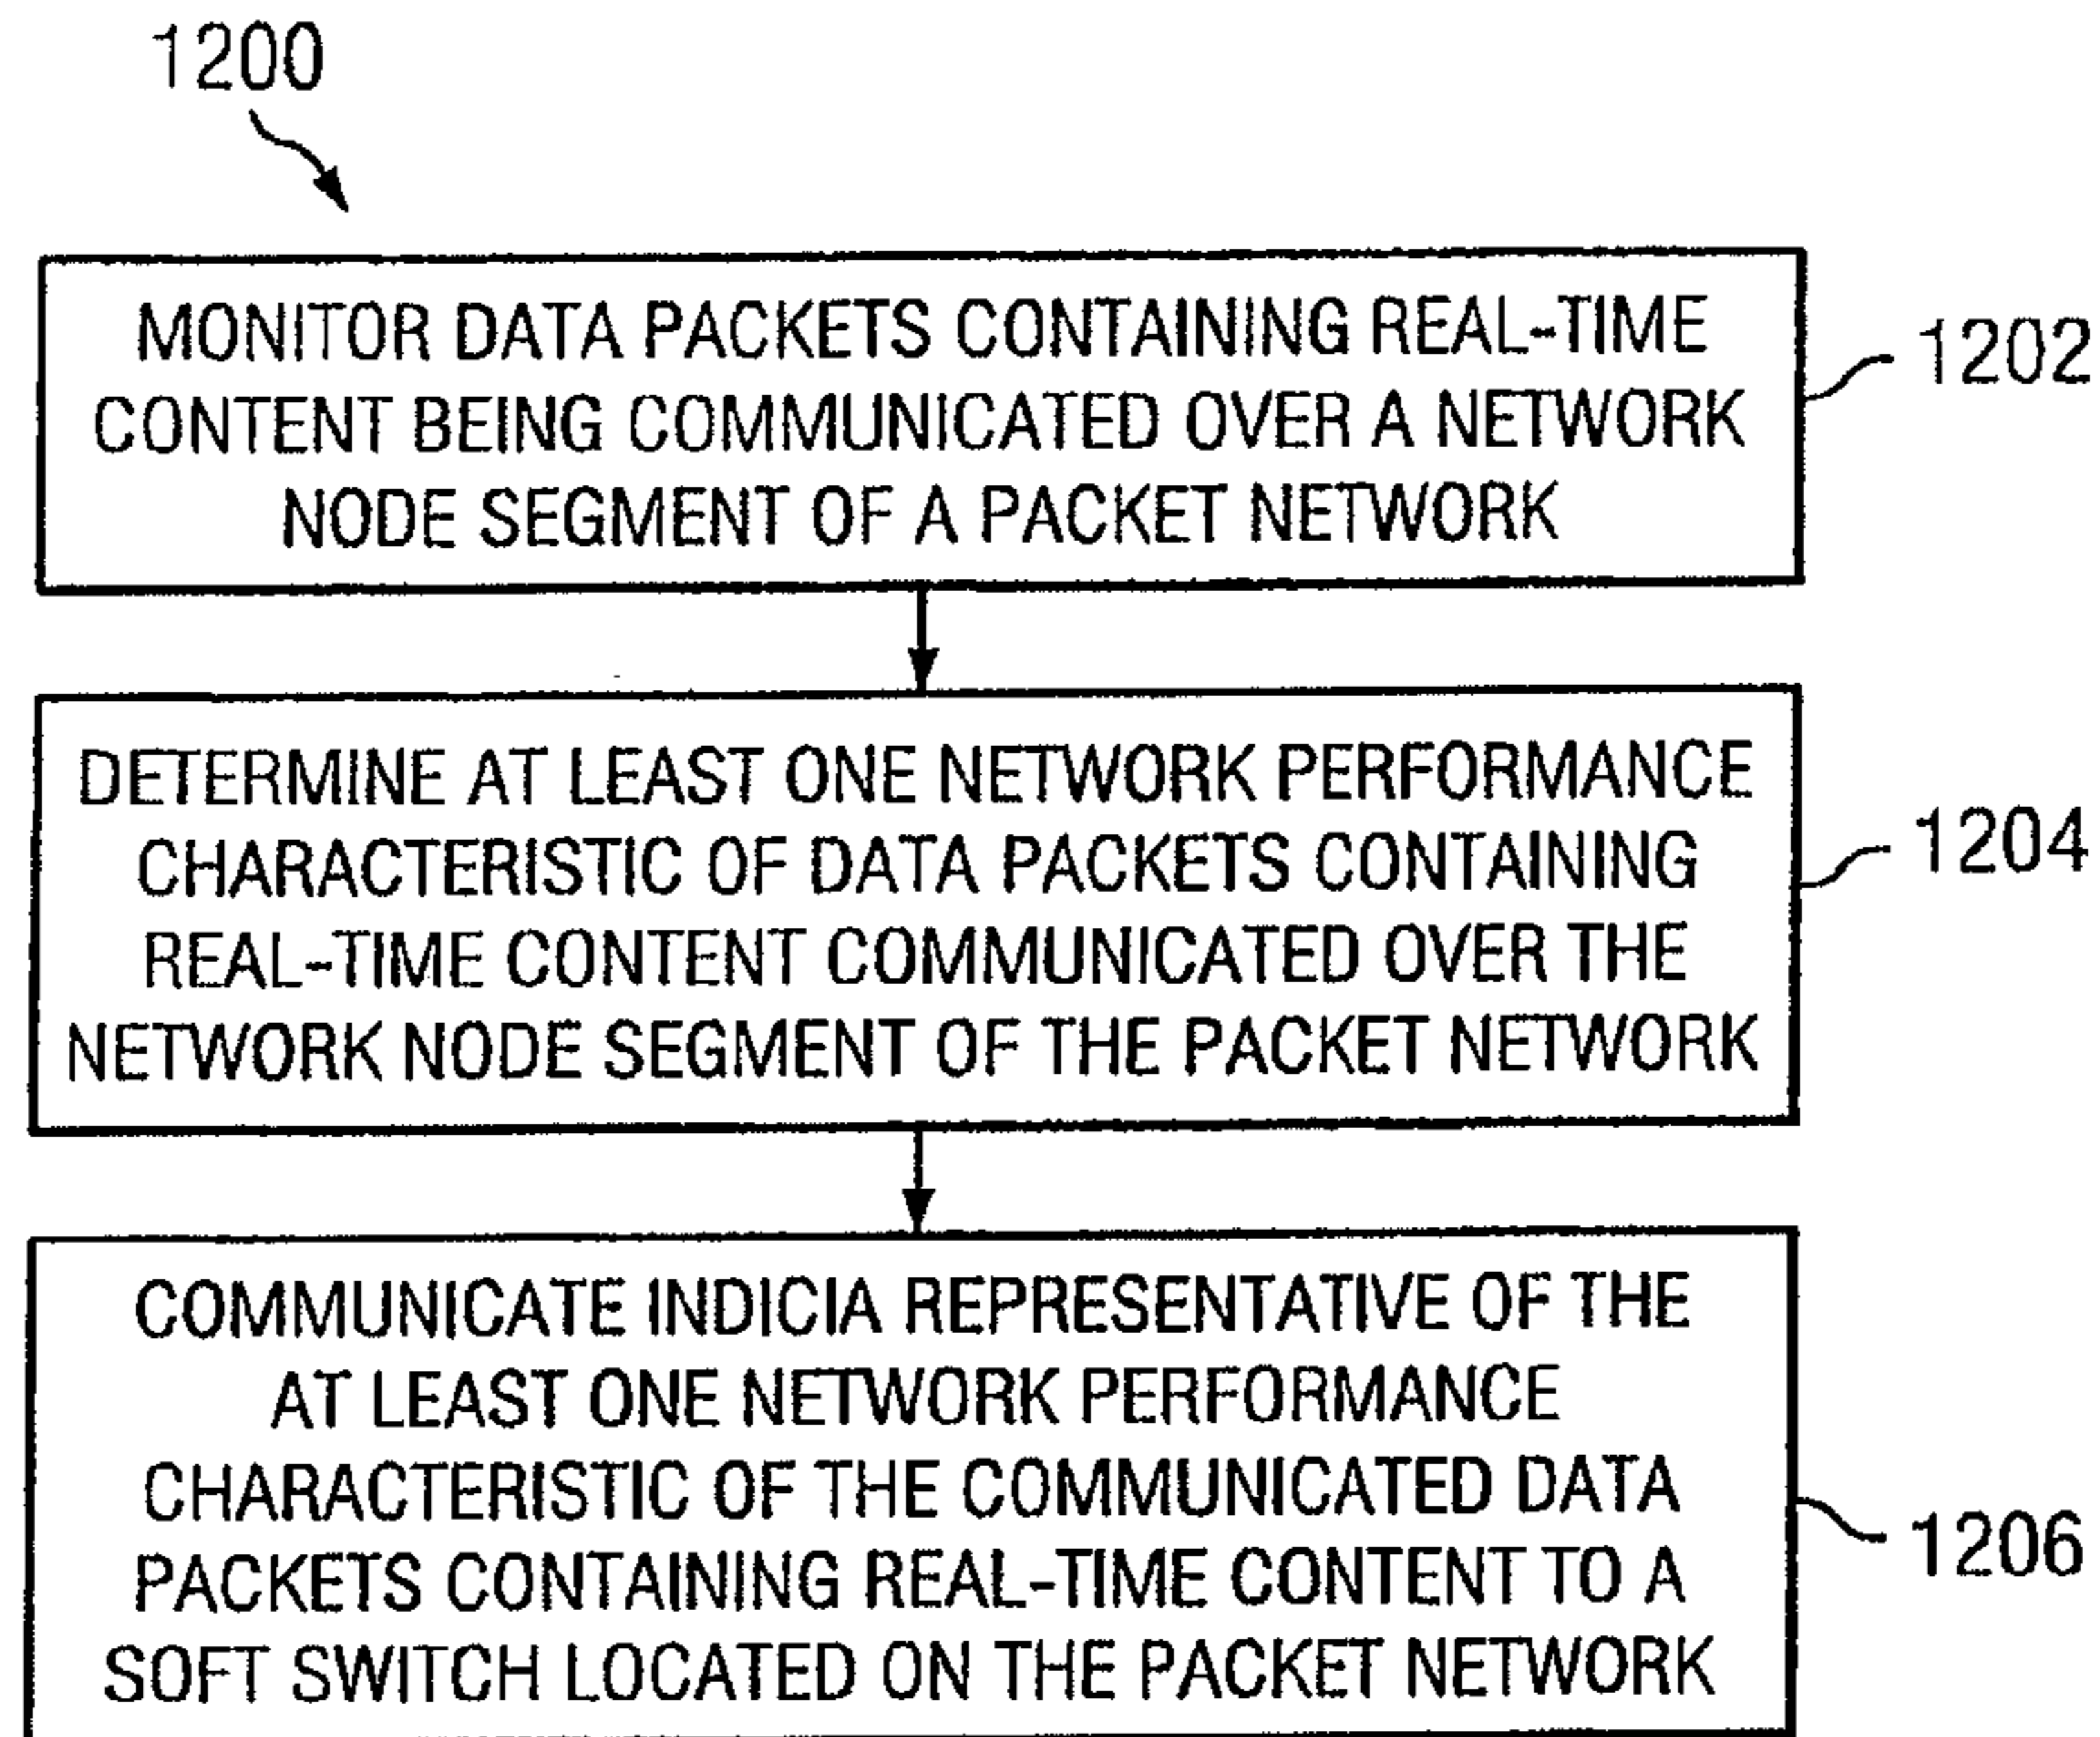 1200
MONITOR DATA PACKETS CONTAINING REAL-TIME
CONTENT BEING COMMUNICATED OVER A NETWORK
NODE SEGMENT OF A PACKET NETWORK
1202
DETERMINE AT LEAST ONE NETWORK PERFORMANCE
CHARACTERISTIC OF DATA PACKETS CONTAINING
REAL-TIME CONTENT COMMUNICATED OVER THE
NETWORK NODE SEGMENT OF THE PACKET NETWORK
1204
COMMUNICATE INDICIA REPRESENTATIVE OF THE
AT LEAST ONE NETWORK PERFORMANCE
CHARACTERISTIC OF THE COMMUNICATED DATA
PACKETS CONTAINING REAL-TIME CONTENT TO A
SOFT SWITCH LOCATED ON THE PACKET NETWORK
1206